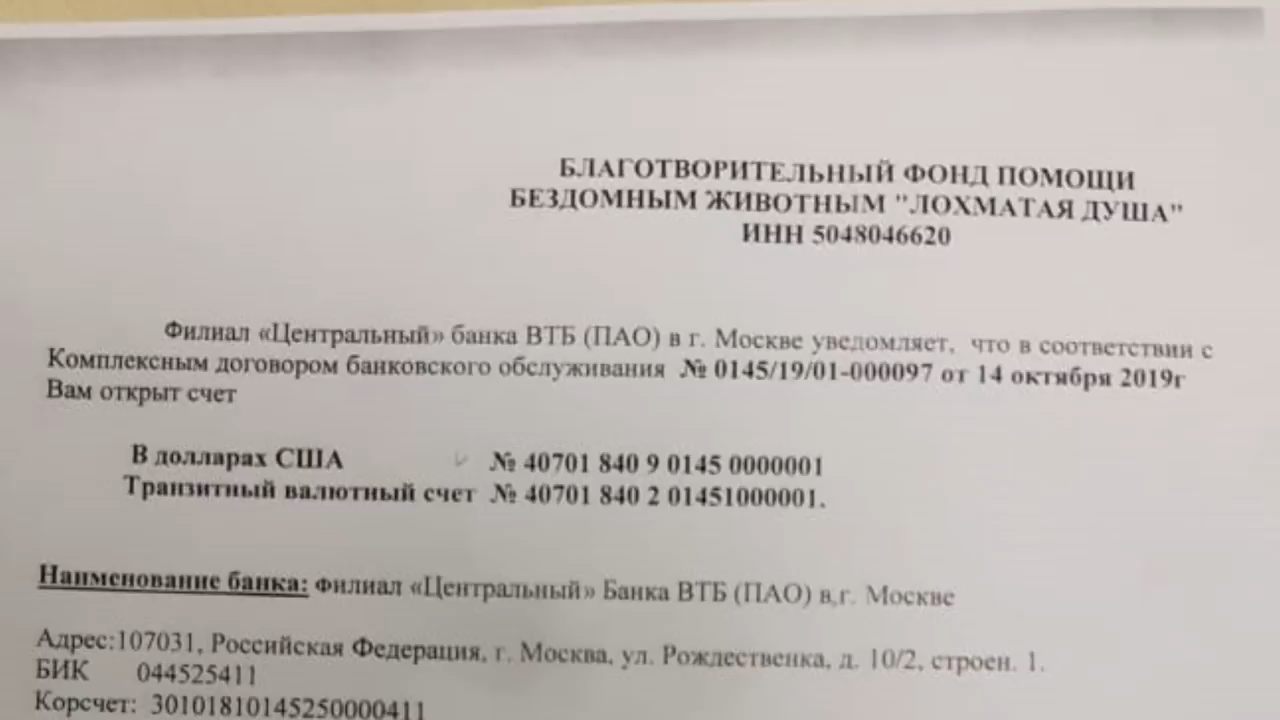 БЛАГОТВОРИТЕЛЬНЫЙ ФОНД ПОМОЩИ
БЕЗДОМНЫМ ЖИВОТНЫМ "ЛОХМАТАЯ ДУША"
ИНН 5048046620
Филиал «Центральный» банка ВТБ (ПАО) в г. Москве уведомляет, что в соответствии с
Комплексным договором банковского обслуживания № 0145/19/01-000097 от 14 октября 2019г
Вам открыт счет
В долларах США № 40701 840 9 0145 0000001
Транзитный валютный счет № 40701 840 2 01451000001.
Наименование банка: Филиал «Центральный» Банка ВТБ (ПАО) в г. Москве
Адрес:107031, Российская Федерация, г. Москва, ул. Рождественка, д. 10/2, строен. 1.
БИК 044525411
Корсчет: 30101810145250000411